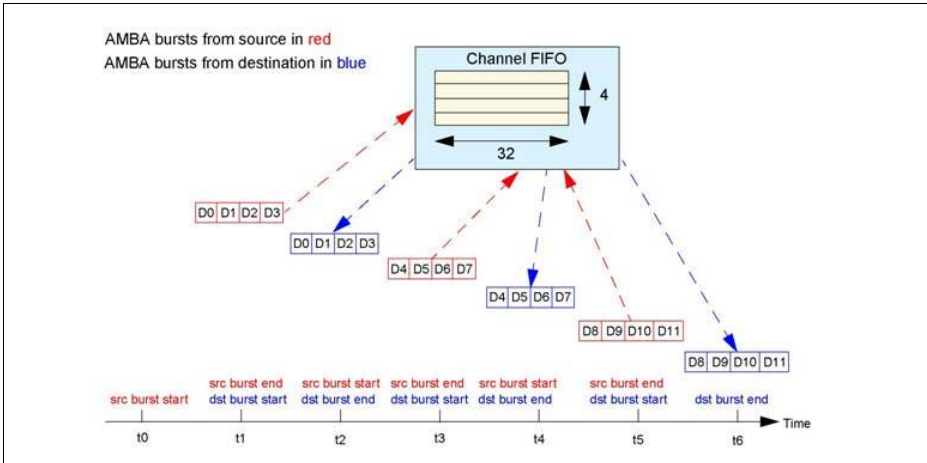 AMBA bursts from source in red
AMBA bursts from destination in blue
Channel FIFO
4
32
D0 D1 D2 D3
D0 D1 D2 D3
D4 D5 D6 D7
D4 D5 D6 D7
D8 D9 D10 D11
D8 D9 D10 D11
src burst end src burst start src burst end src burst start src burst end
src burst start dst burst start dst burst end dst burst start dst burst end dst burst start dst burst end
Time
t0 t1 t2 t3 t4 t5 t6